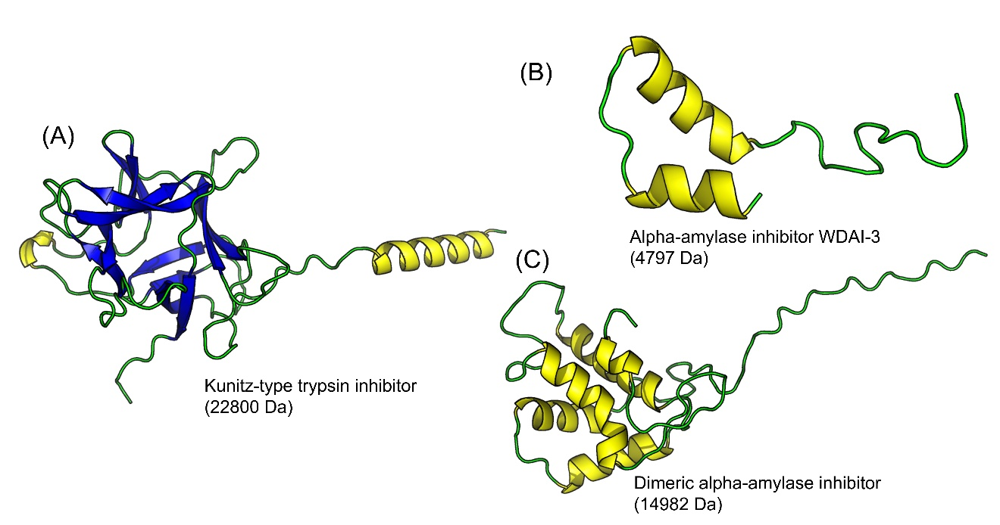 (A)
Kunitz-type trypsin inhibitor
(22800 Da)
(B)
Alpha-amylase inhibitor WDAI-3
(4797 Da)
(C)
Dimeric alpha-amylase inhibitor
(14982 Da)